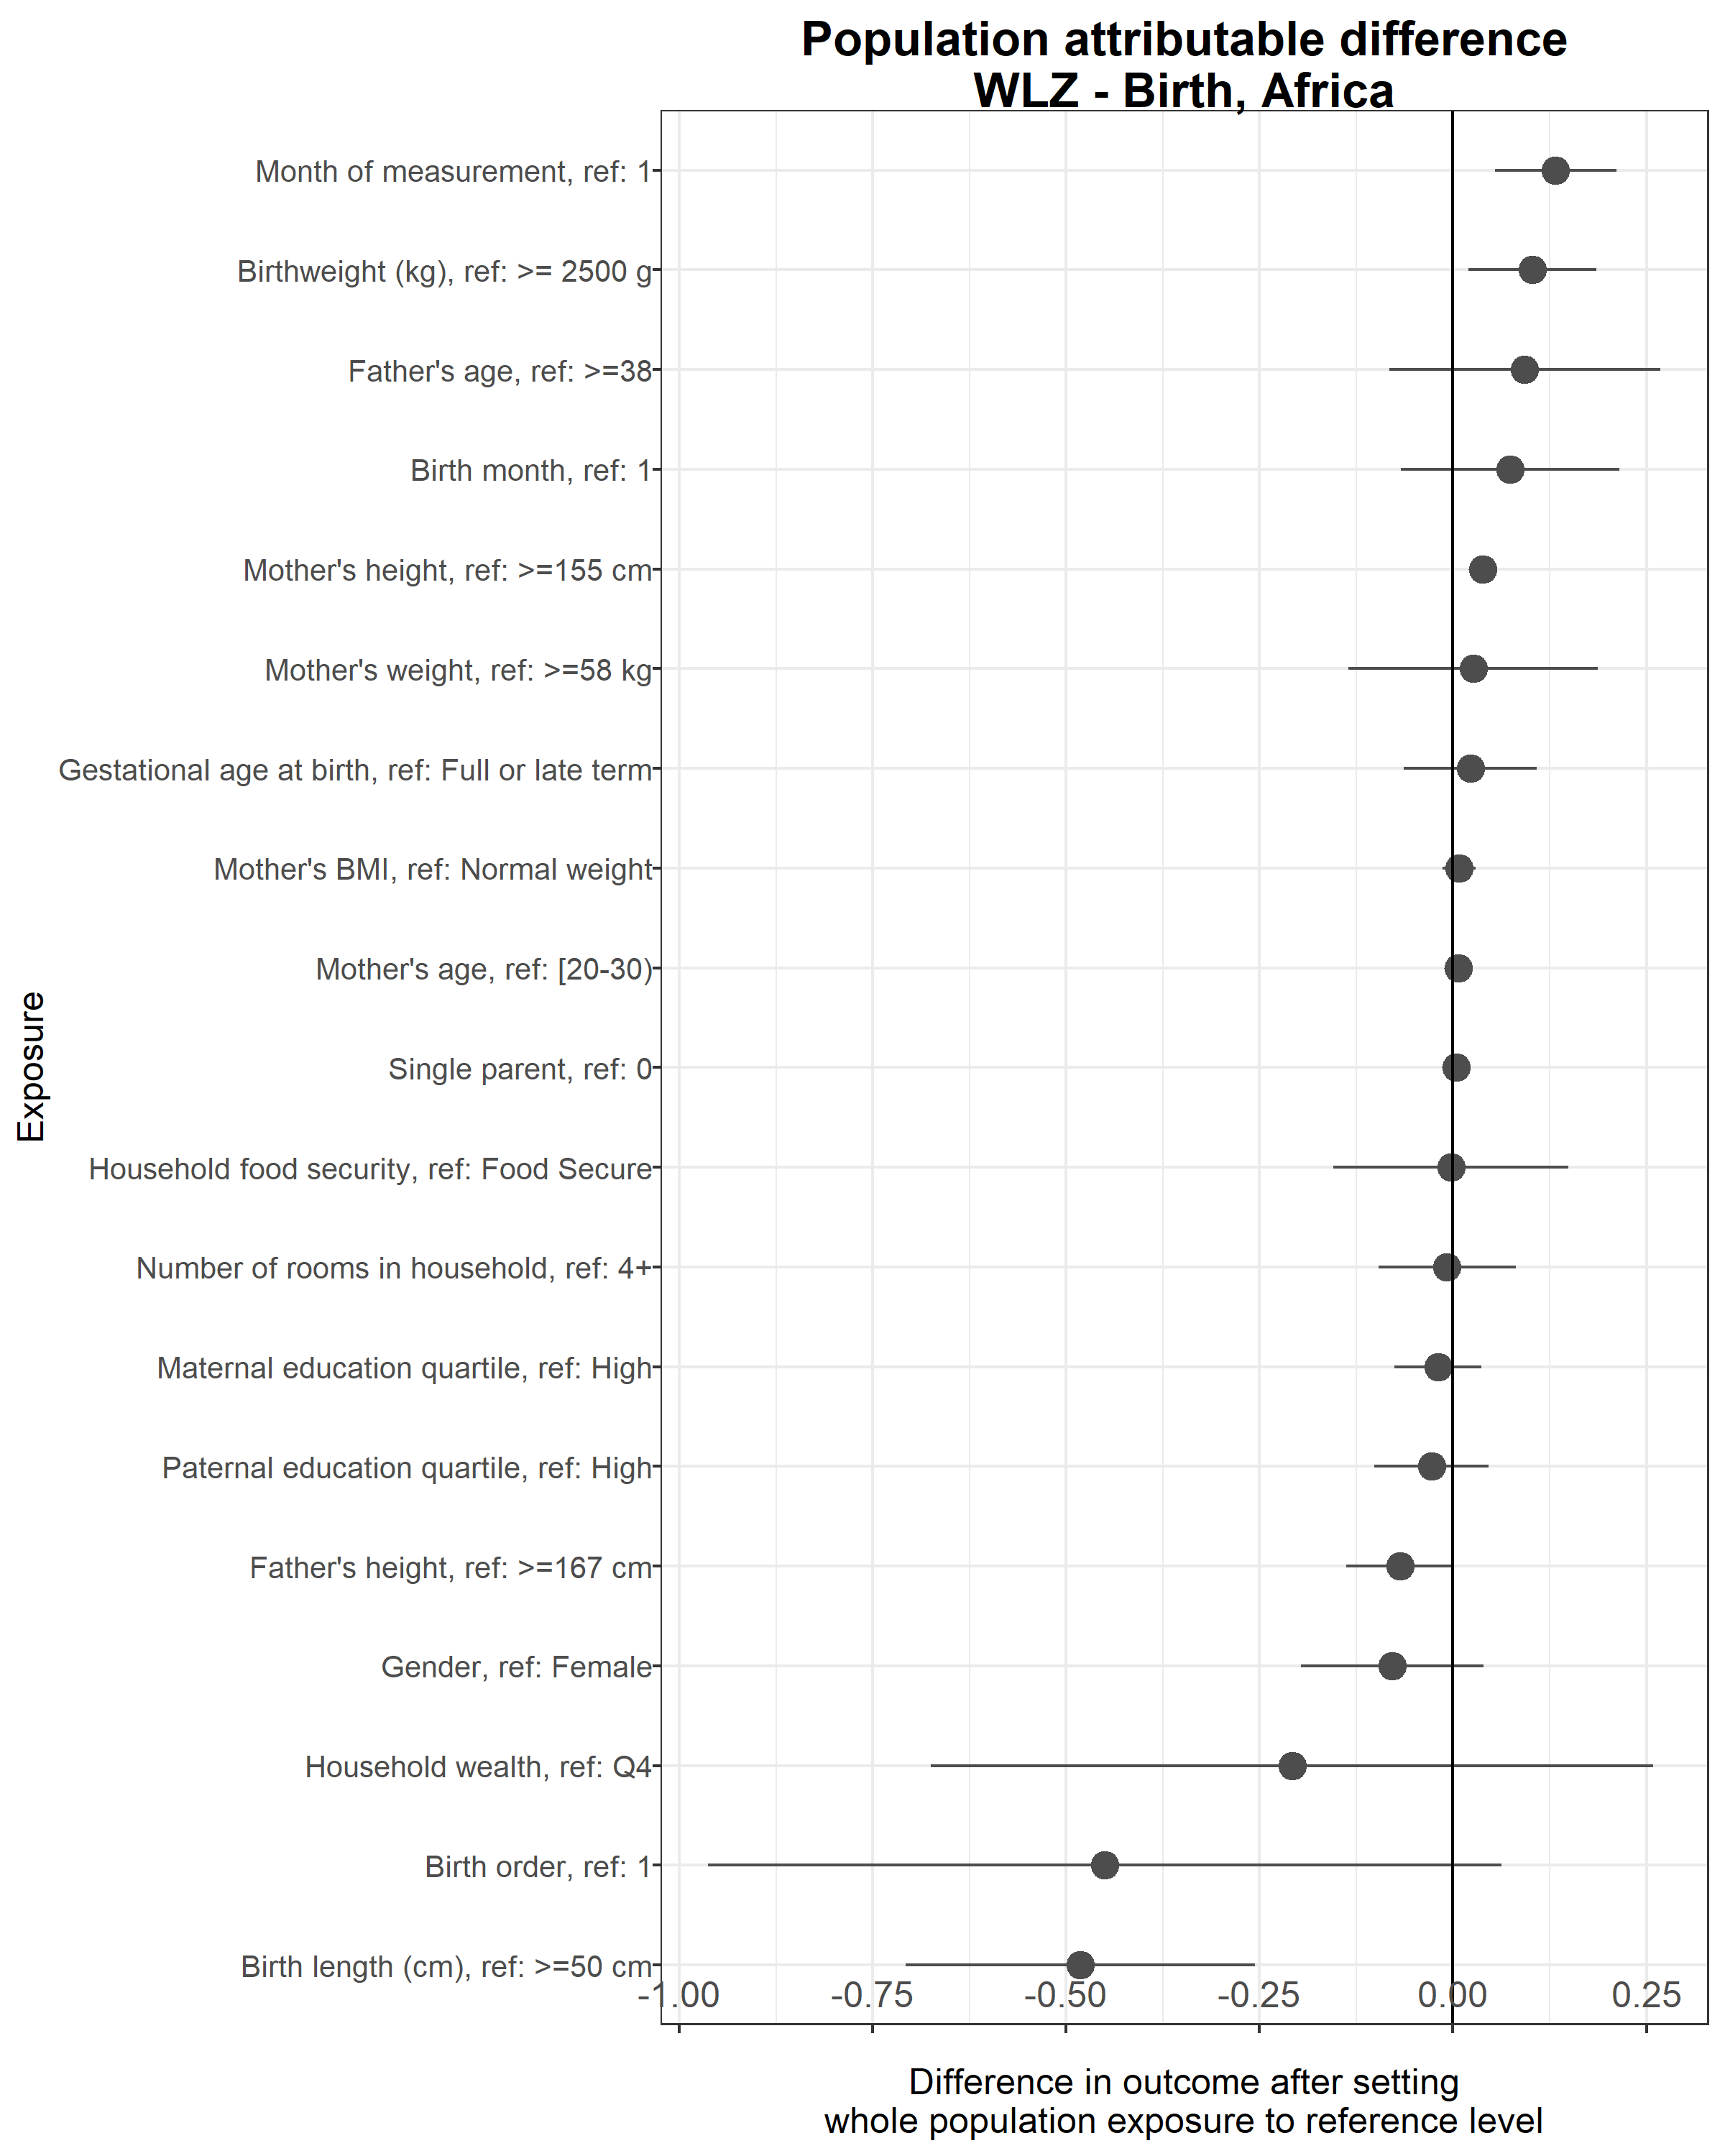 Population attributable difference
WLZ - Birth, Africa
Exposure
Month of measurement, ref: 1
Birthweight (kg), ref: >= 2500 g
Father's age, ref: >=38
Birth month, ref: 1
Mother's height, ref: >=155 cm
Mother's weight, ref: >=58 kg
Gestational age at birth, ref: Full or late term
Mother's BMI, ref: Normal weight
Mother's age, ref: [20-30)
Single parent, ref: 0
Household food security, ref: Food Secure
Number of rooms in household, ref: 4+
Maternal education quartile, ref: High
Paternal education quartile, ref: High
Father's height, ref: >=167 cm
Gender, ref: Female
Household wealth, ref: Q4
Birth order, ref: 1
Birth length (cm), ref: >=50 cm
-1.00 -0.75 -0.50 -0.25 0.00 0.25
Difference in outcome after setting
whole population exposure to reference level